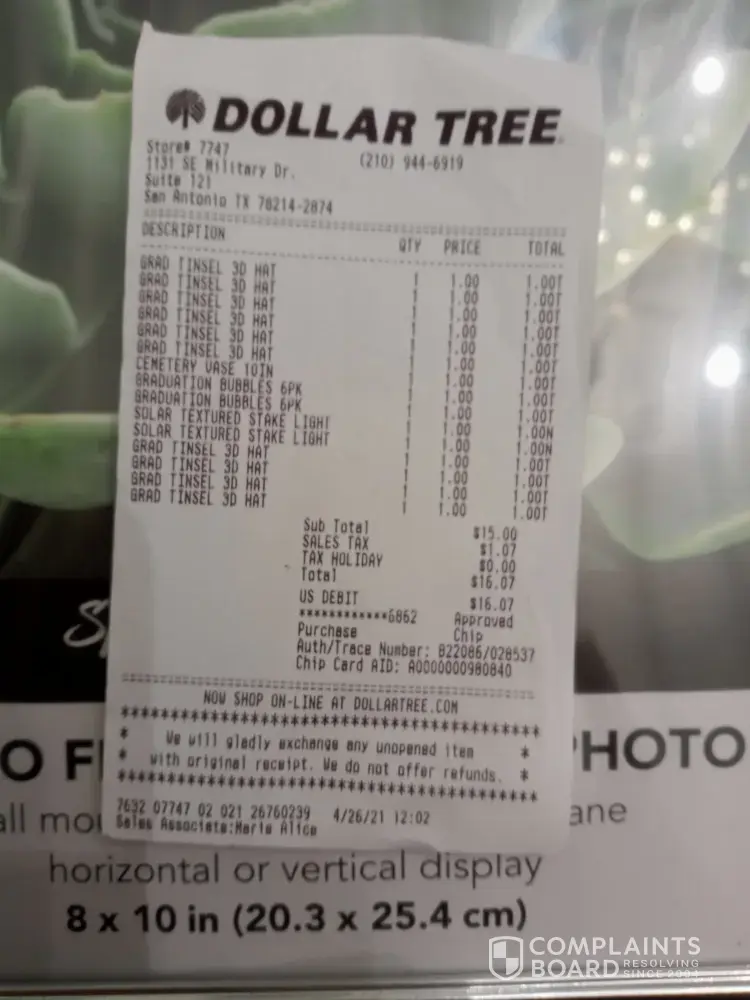 DOLLAR TREE
Store# 7747 (210) 944-6919
1131 SE Military Dr.
Suite 121
San Antonio TX 78214-2874
DESCRIPTION QTY PRICE TOTAL
GRAD TINSEL 3D HAT 1 1.00 1.00T
GRAD TINSEL 3D HAT 1 1.00 1.00T
GRAD TINSEL 3D HAT 1 1.00 1.00T
GRAD TINSEL 3D HAT 1 1.00 1.00T
GRAD TINSEL 3D HAT 1 1.00 1.00T
GRAD TINSEL 3D HAT 1 1.00 1.00T
CEMETERY VASE 10IN 1 1.00 1.00T
GRADUATION BUBBLES 6PK 1 1.00 1.00T
GRADUATION BUBBLES 6PK 1 1.00 1.00T
SOLAR TEXTURED STAKE LIGHT 1 1.00 1.00N
SOLAR TEXTURED STAKE LIGHT 1 1.00 1.00N
GRAD TINSEL 3D HAT 1 1.00 1.00T
GRAD TINSEL 3D HAT 1 1.00 1.00T
GRAD TINSEL 3D HAT 1 1.00 1.00T
GRAD TINSEL 3D HAT 1 1.00 1.00T
Sub Total $15.00
SALES TAX $1.07
TAX HOLIDAY $0.00
Total $16.07
US DEBIT $16.07
************6862 Approved
Purchase Chip
Auth/Trace Number: 822086/028537
Chip Card AID: A0000000980840
NOW SHOP ON-LINE AT DOLLARTREE.COM
****************************************
* We will gladly exchange any unopened item *
* with original receipt. We do not offer refunds. *
****************************************
7632 07747 02 021 26760239 4/26/21 12:02
Sales Associate:Maria Alice
O F PHOTO
all mo ane
horizontal or vertical display
8 x 10 in (20.3 x 25.4 cm)
COMPLAINTS
BOARD RESOLVING
SINCE 2004